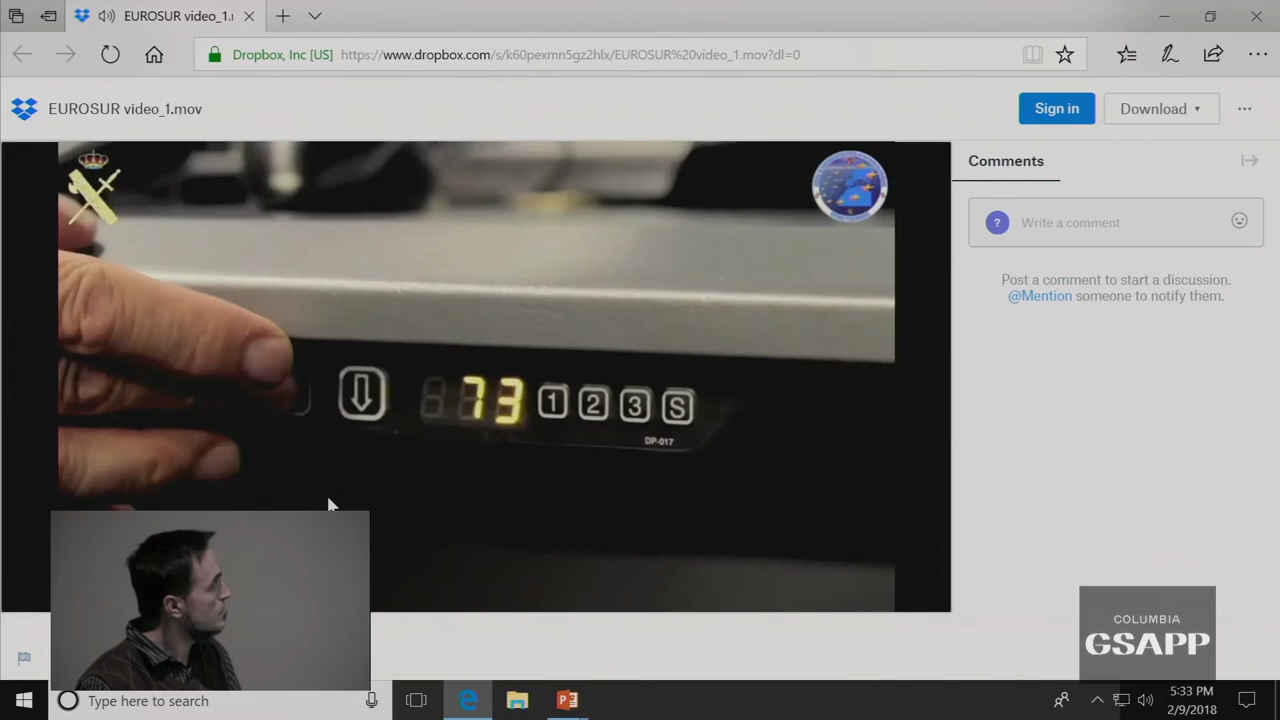 EUROSUR video_1.
Dropbox, Inc [US] https://www.dropbox.com/s/k60pexmn5gz2hlx/EUROSUR%20video_1.mov?dl=0
EUROSUR video_1.mov
Sign in
Download
Comments
?
Write a comment
Post a comment to start a discussion.
@Mention someone to notify them.
73 1 2 3 S
DP-017
COLUMBIA
GSAPP
Type here to search
5:33 PM
2/9/2018